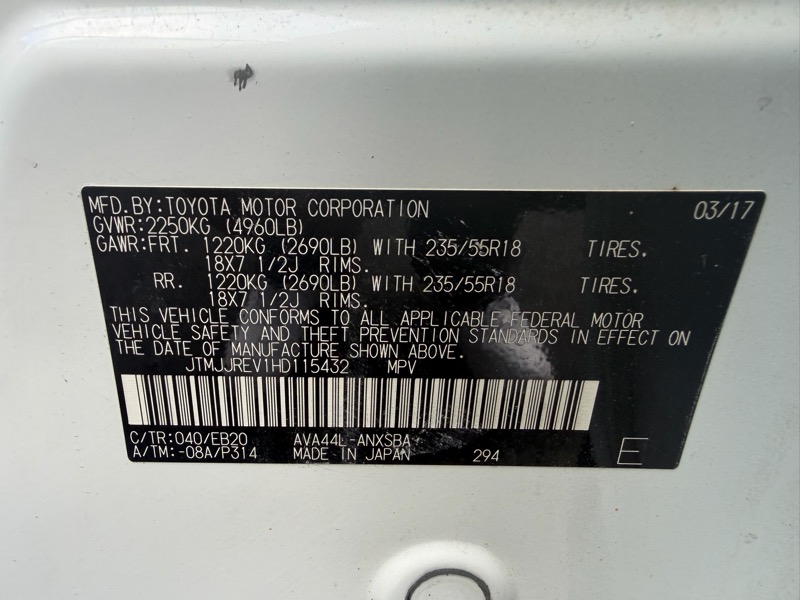 MFD.BY:TOYOTA MOTOR CORPORATION 03/17
GVWR:2250KG (4960LB)
GAWR:FRT. 1220KG (2690LB) WITH 235/55R18 TIRES.
18X7 1/2J RIMS.
RR. 1220KG (2690LB) WITH 235/55R18 TIRES.
18X7 1/2J RIMS.
THIS VEHICLE CONFORMS TO ALL APPLICABLE FEDERAL MOTOR
VEHICLE SAFETY AND THEFT PREVENTION STANDARDS IN EFFECT ON
THE DATE OF MANUFACTURE SHOWN ABOVE.
JTMJJREV1HD115432 MPV
C/TR:040/EB20 AVA44L-ANXSBA
A/TM:-08A/P314 MADE IN JAPAN 294 E